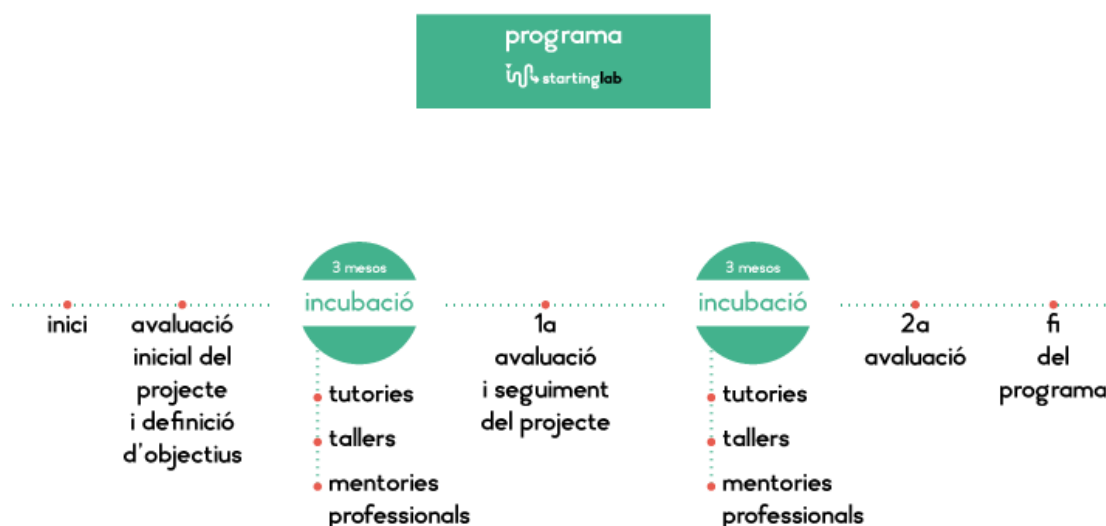 programa
startinglab
inici
avaluació
inicial del
projecte
i definició
d'objectius
3 mesos
incubació
tutories
tallers
mentories
professionals
1a
avaluació
i seguiment
del projecte
3 mesos
incubació
tutories
tallers
mentories
professionals
2a
avaluació
fi
del
programa